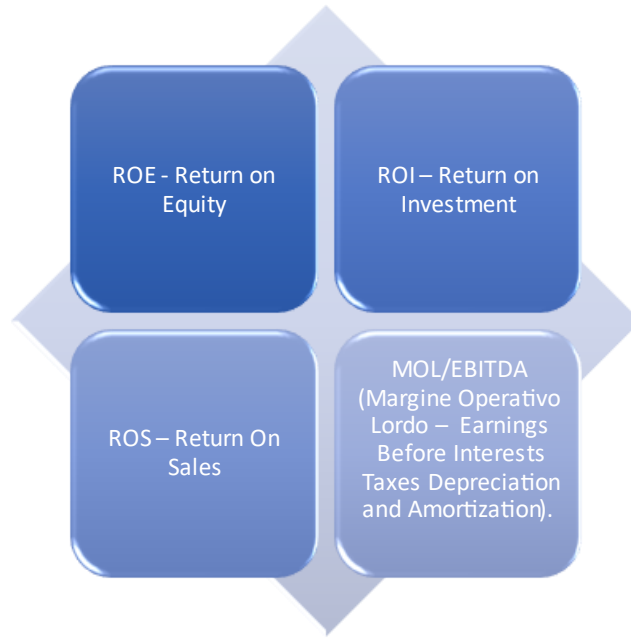 ROE - Return on
Equity
ROI – Return on
Investment
ROS – Return On
Sales
MOL/EBITDA
(Margine Operativo
Lordo – Earnings
Before Interests
Taxes Depreciation
and Amortization).